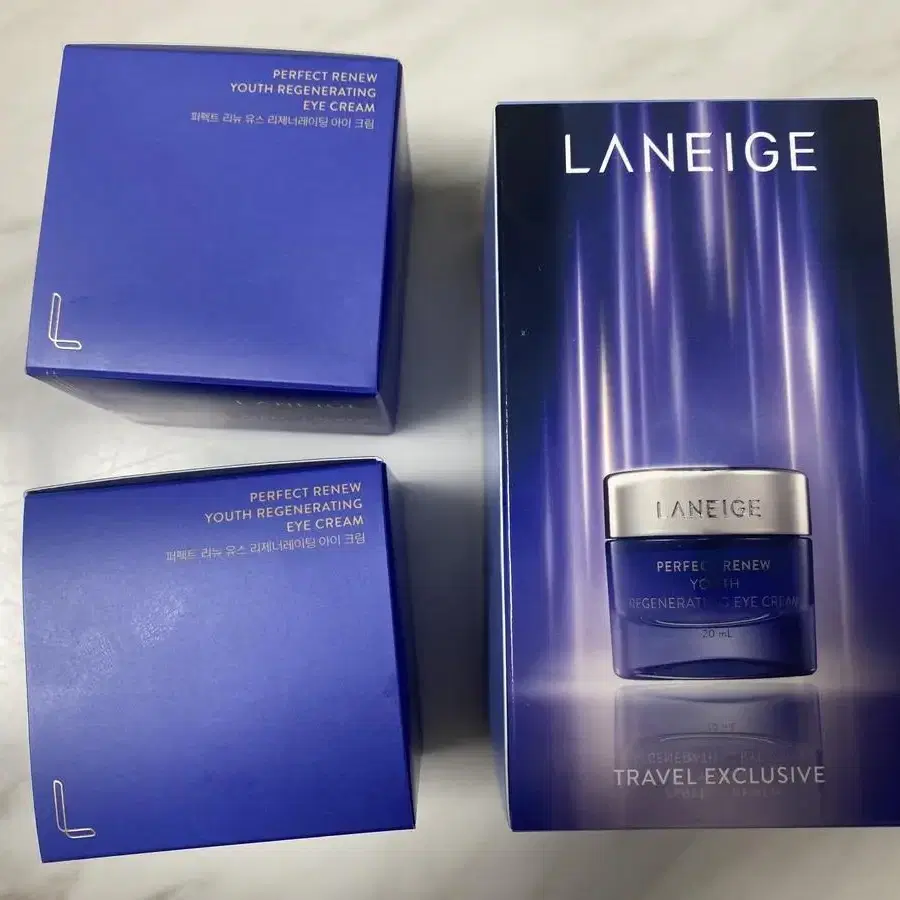 PERFECT RENEW
YOUTH REGENERATING
EYE CREAM
퍼펙트 리뉴 유스 리제너레이팅 아이 크림
LANEIGE
PERFECT RENEW
YOUTH REGENERATING
EYE CREAM
퍼펙트 리뉴 유스 리제너레이팅 아이 크림
LANEIGE
LANEIGE
PERFECT RENEW
YOUTH
REGENERATING EYE CREAM
20 mL
TRAVEL EXCLUSIVE